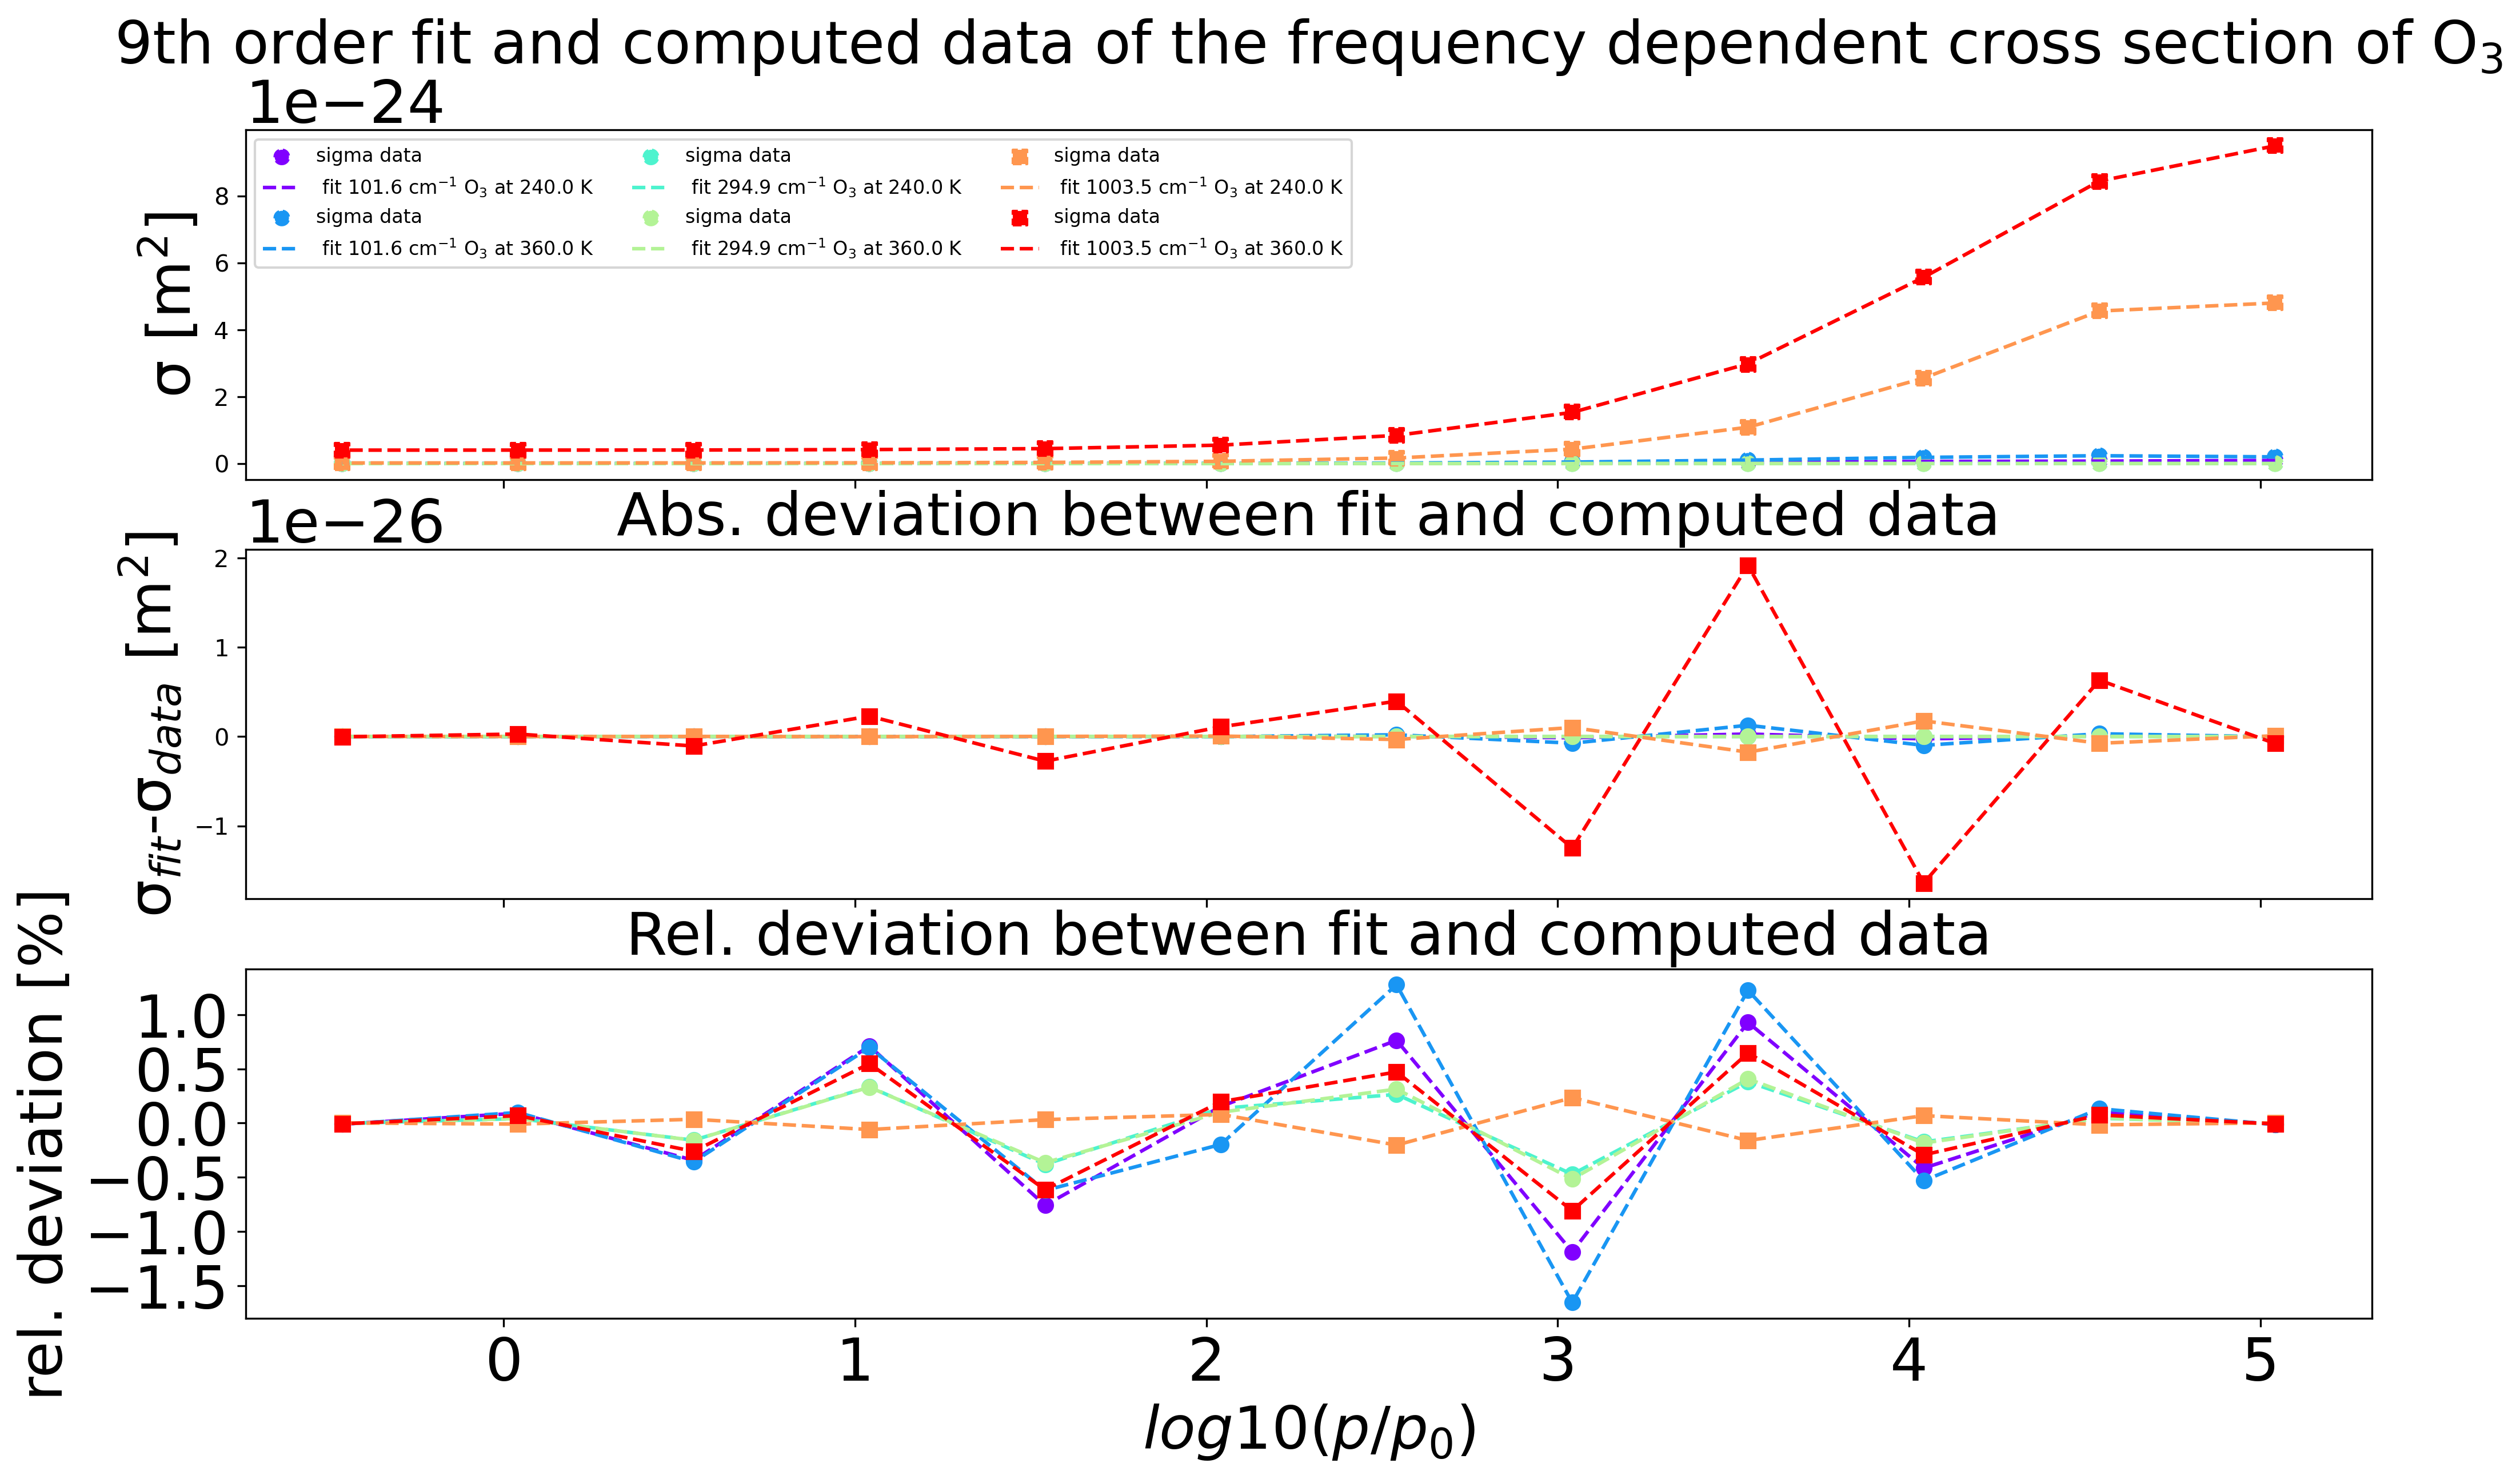 9th order fit and computed data of the frequency dependent cross section of O₃
1e−24
σ [m²]
8
6
4
2
0
sigma data
fit 101.6 cm⁻¹ O₃ at 240.0 K
sigma data
fit 101.6 cm⁻¹ O₃ at 360.0 K
sigma data
fit 294.9 cm⁻¹ O₃ at 240.0 K
sigma data
fit 294.9 cm⁻¹ O₃ at 360.0 K
sigma data
fit 1003.5 cm⁻¹ O₃ at 240.0 K
sigma data
fit 1003.5 cm⁻¹ O₃ at 360.0 K
Abs. deviation between fit and computed data
1e−26
σfit-σdata [m²]
2
1
0
−1
Rel. deviation between fit and computed data
rel. deviation [%]
1.0
0.5
0.0
−0.5
−1.0
−1.5
0 1 2 3 4 5
log10(p/p₀)